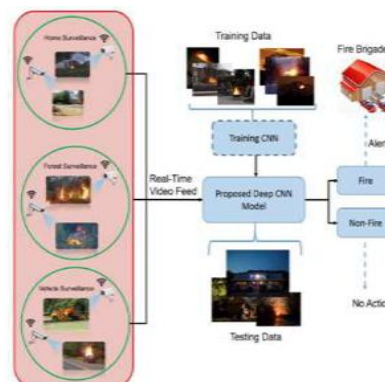 Home Surveillance
Forest Surveillance
Vehicle Surveillance
Real-Time
Video Feed
Training Data
Training CNN
Proposed Deep CNN
Model
Testing Data
Fire Brigade
Alert
Fire
Non-Fire
No Actio